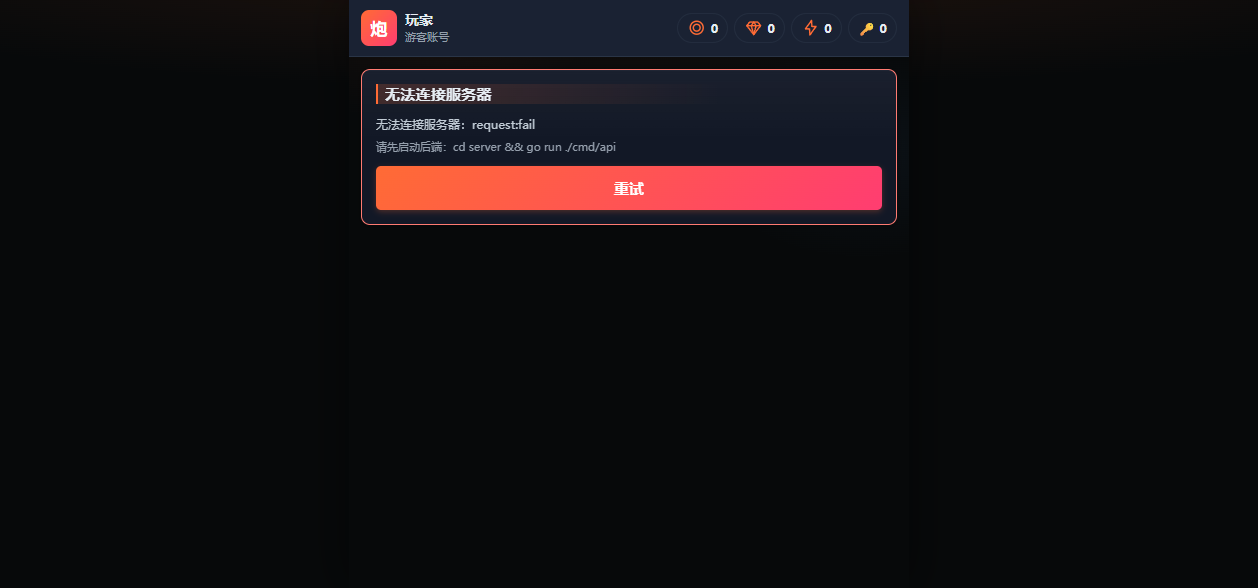 炮
玩家
游客账号
0 0 0 0
无法连接服务器
无法连接服务器：request:fail
请先启动后端：cd server && go run ./cmd/api
重试